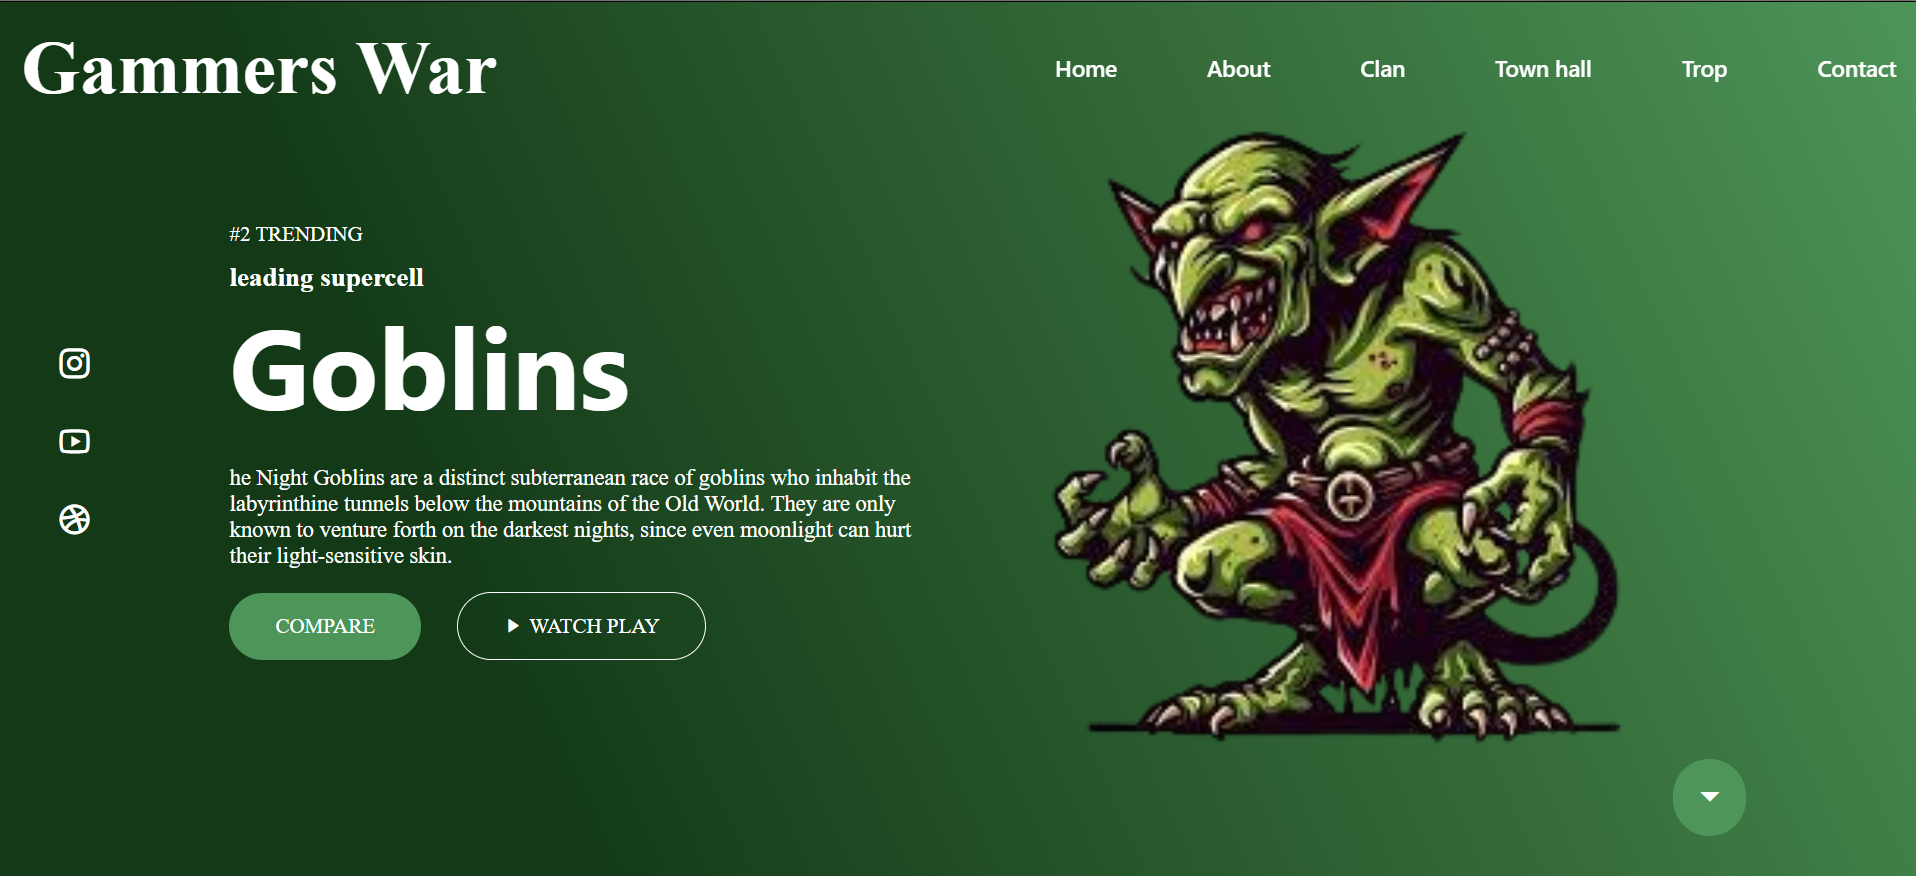 Gammers War
Home About Clan Town hall Trop Contact
#2 TRENDING
leading supercell
Goblins
he Night Goblins are a distinct subterranean race of goblins who inhabit the
labyrinthine tunnels below the mountains of the Old World. They are only
known to venture forth on the darkest nights, since even moonlight can hurt
their light-sensitive skin.
COMPARE
WATCH PLAY